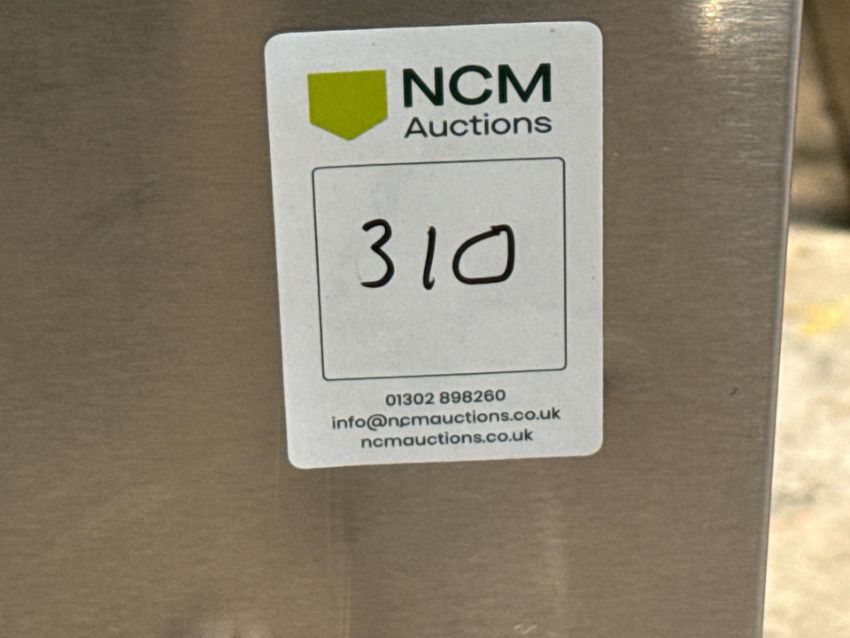 NCM
Auctions
310
01302 898260
info@ncmauctions.co.uk
ncmauctions.co.uk